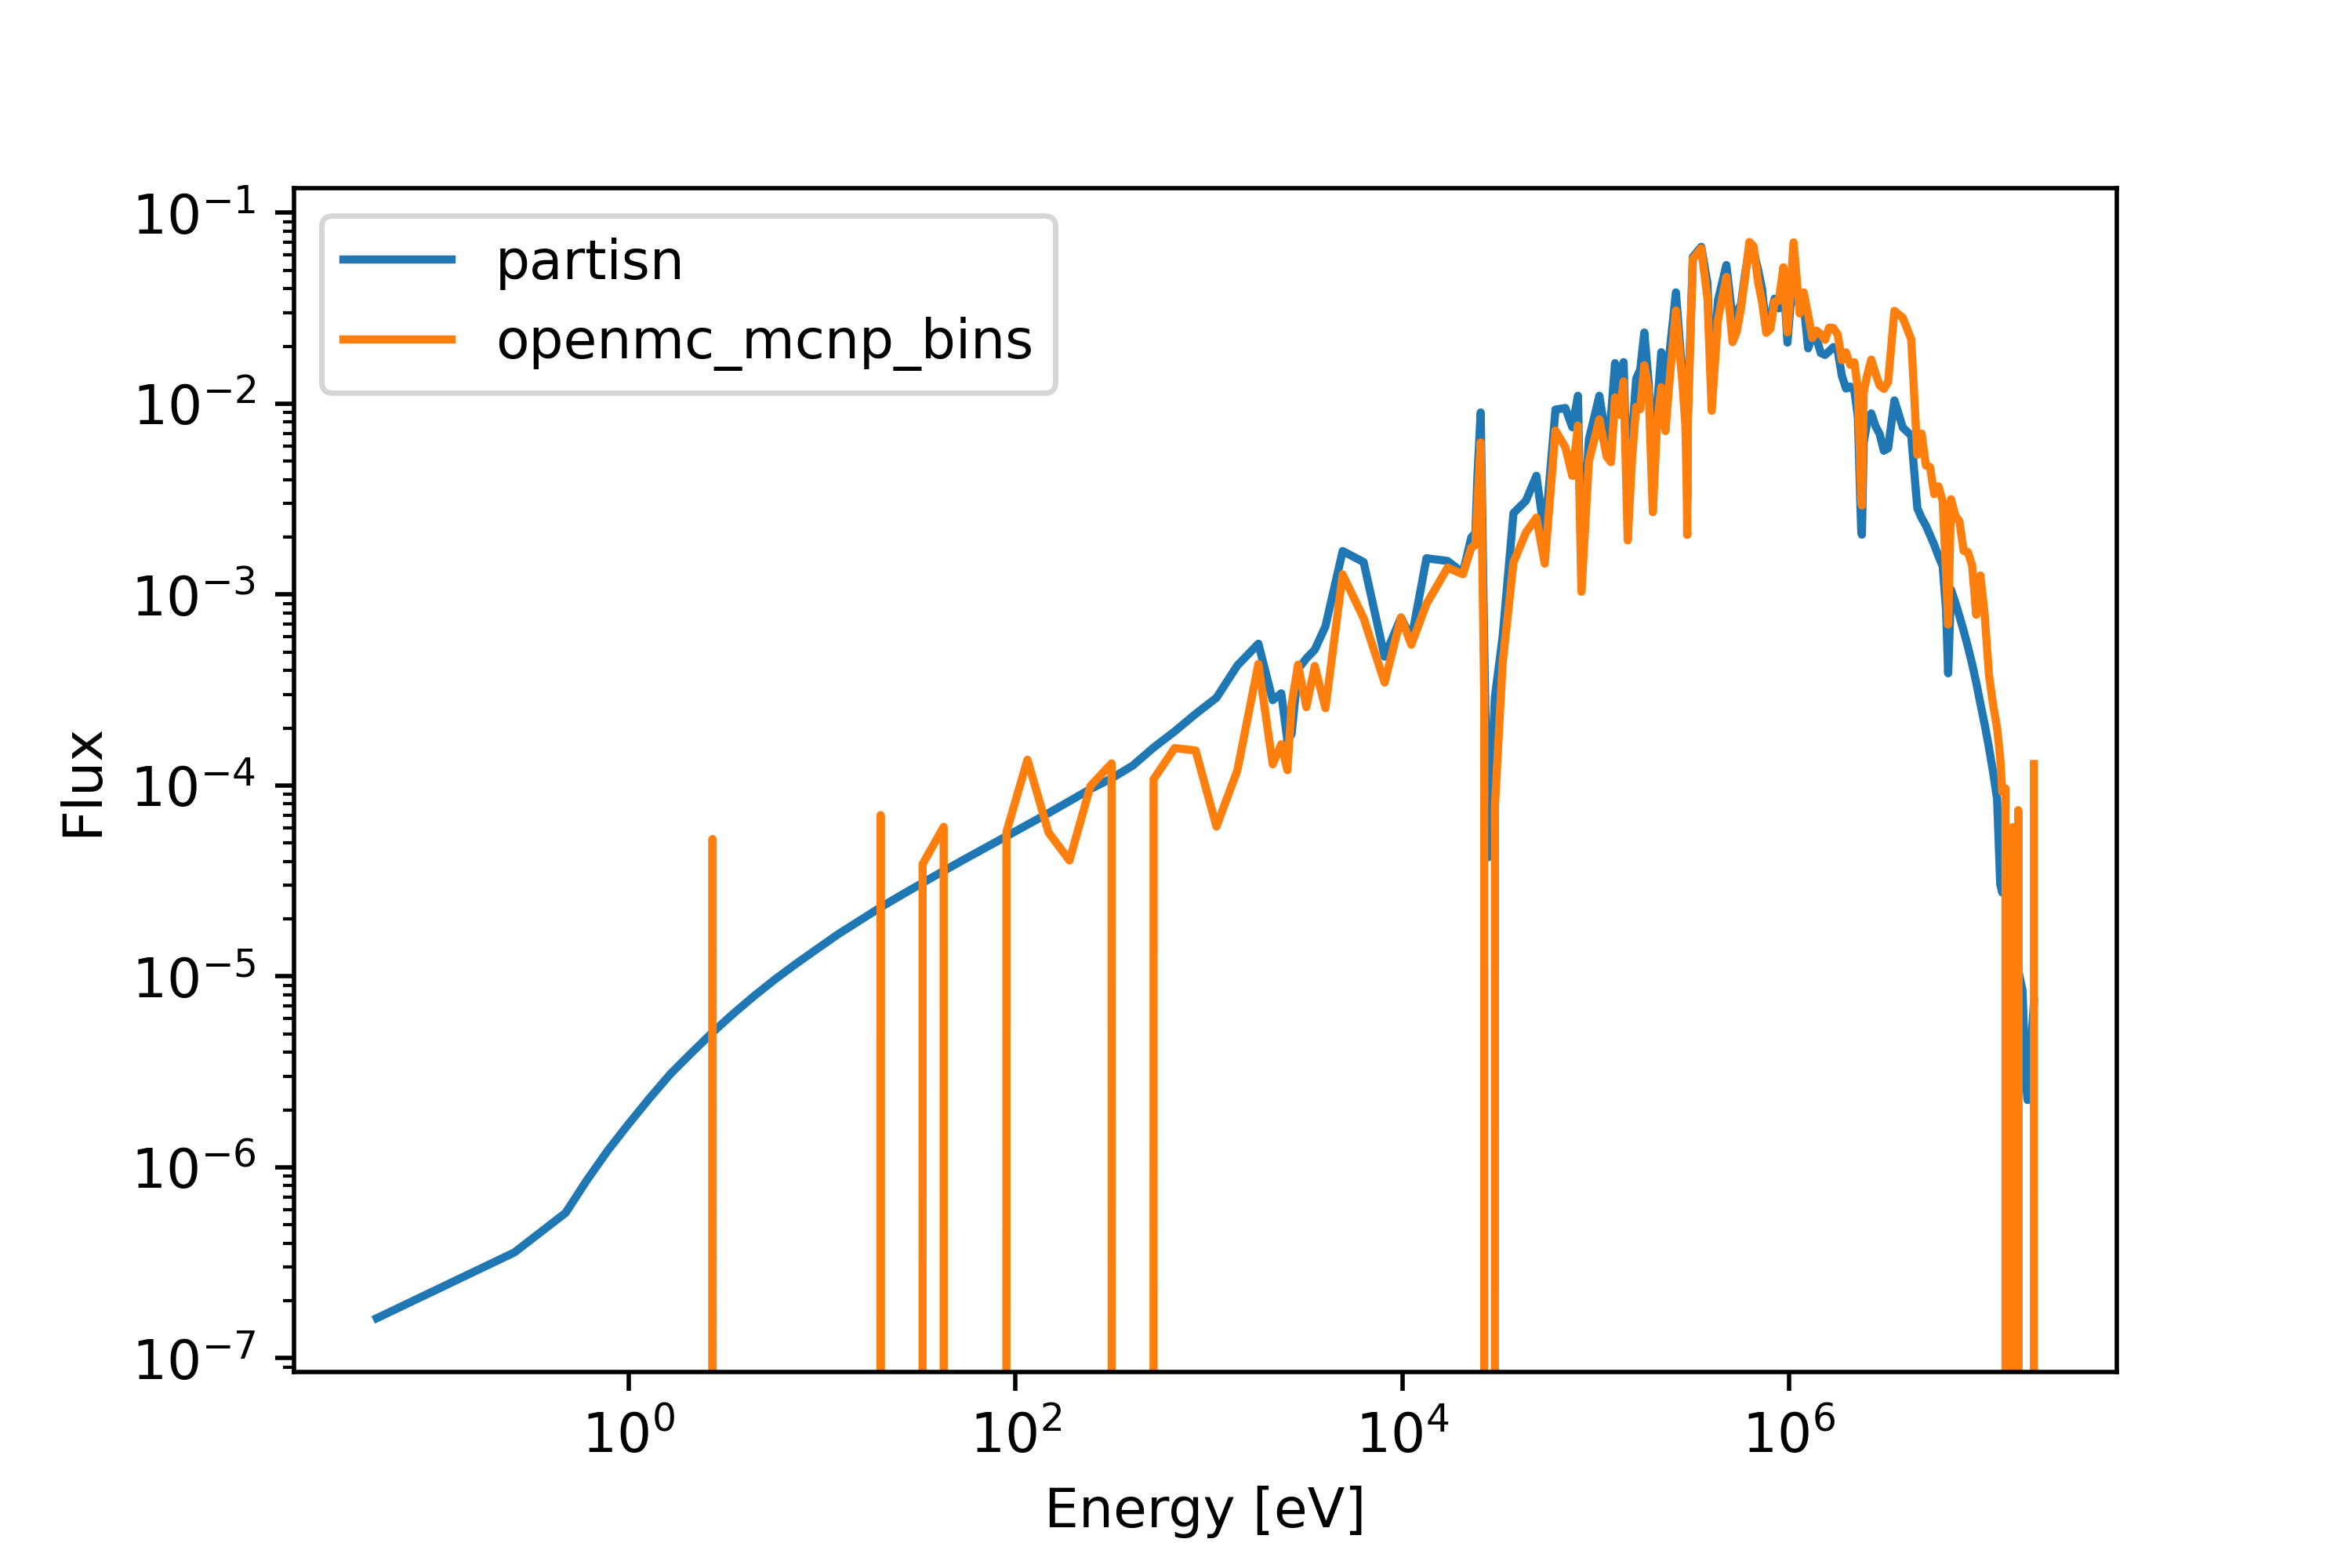 partisn
openmc_mcnp_bins
Flux
10⁻¹
10⁻²
10⁻³
10⁻⁴
10⁻⁵
10⁻⁶
10⁻⁷
10⁰ 10² 10⁴ 10⁶
Energy [eV]